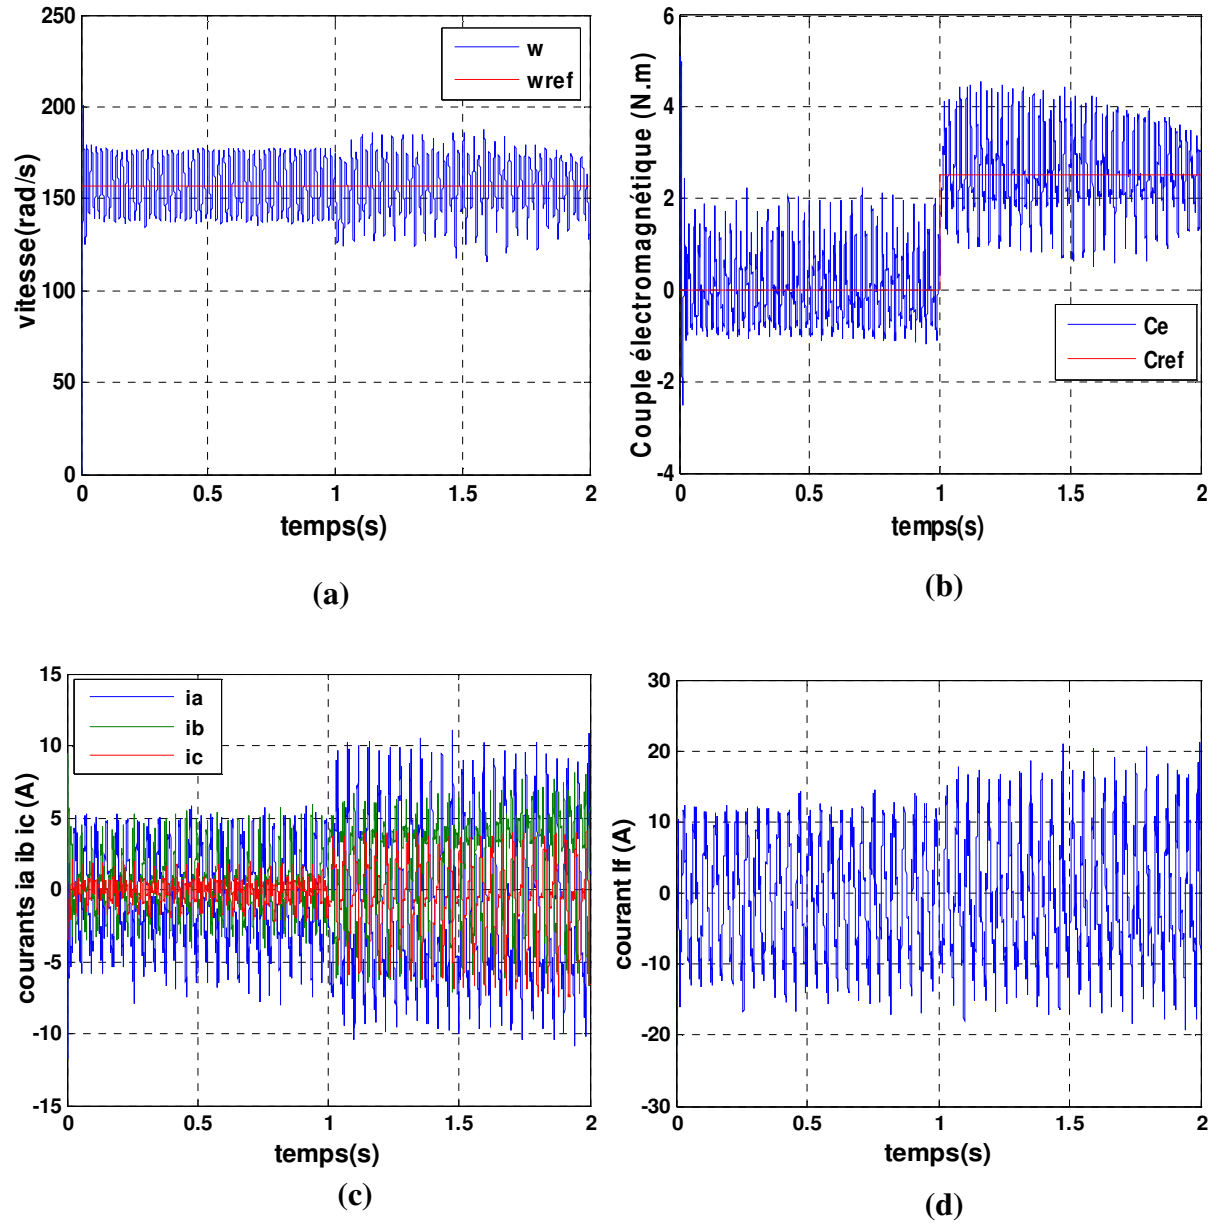 250
200
150
100
50
0
vitesse(rad/s)
w
wref
0
0.5
1
1.5
2
temps(s)
(a)
6
4
2
0
-2
-4
Couple électromagnétique (N.m)
Ce
Cref
0
0.5
1
1.5
2
temps(s)
(b)
15
10
5
0
-5
-10
-15
courants ia ib ic (A)
ia
ib
ic
0
0.5
1
1.5
2
temps(s)
(c)
30
20
10
0
-10
-20
-30
courant If (A)
0
0.5
1
1.5
2
temps(s)
(d)